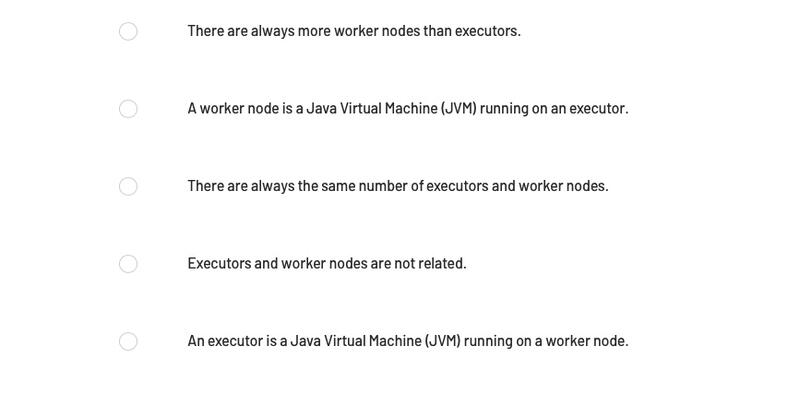 There are always more worker nodes than executors.
A worker node is a Java Virtual Machine (JVM) running on an executor.
There are always the same number of executors and worker nodes.
Executors and worker nodes are not related.
An executor is a Java Virtual Machine (JVM) running on a worker node.